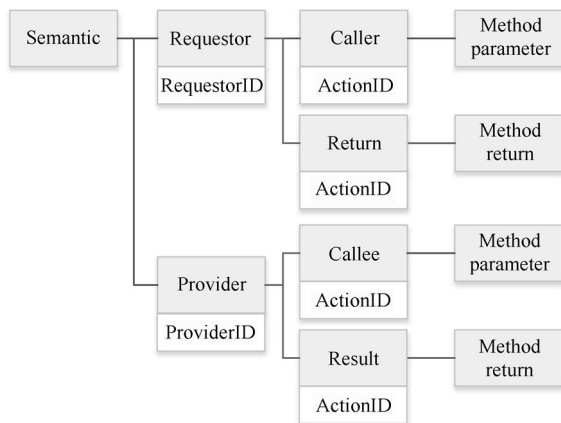 Semantic
Requestor
RequestorID
Caller
ActionID
Method
parameter
Return
ActionID
Method
return
Provider
ProviderID
Callee
ActionID
Method
parameter
Result
ActionID
Method
return